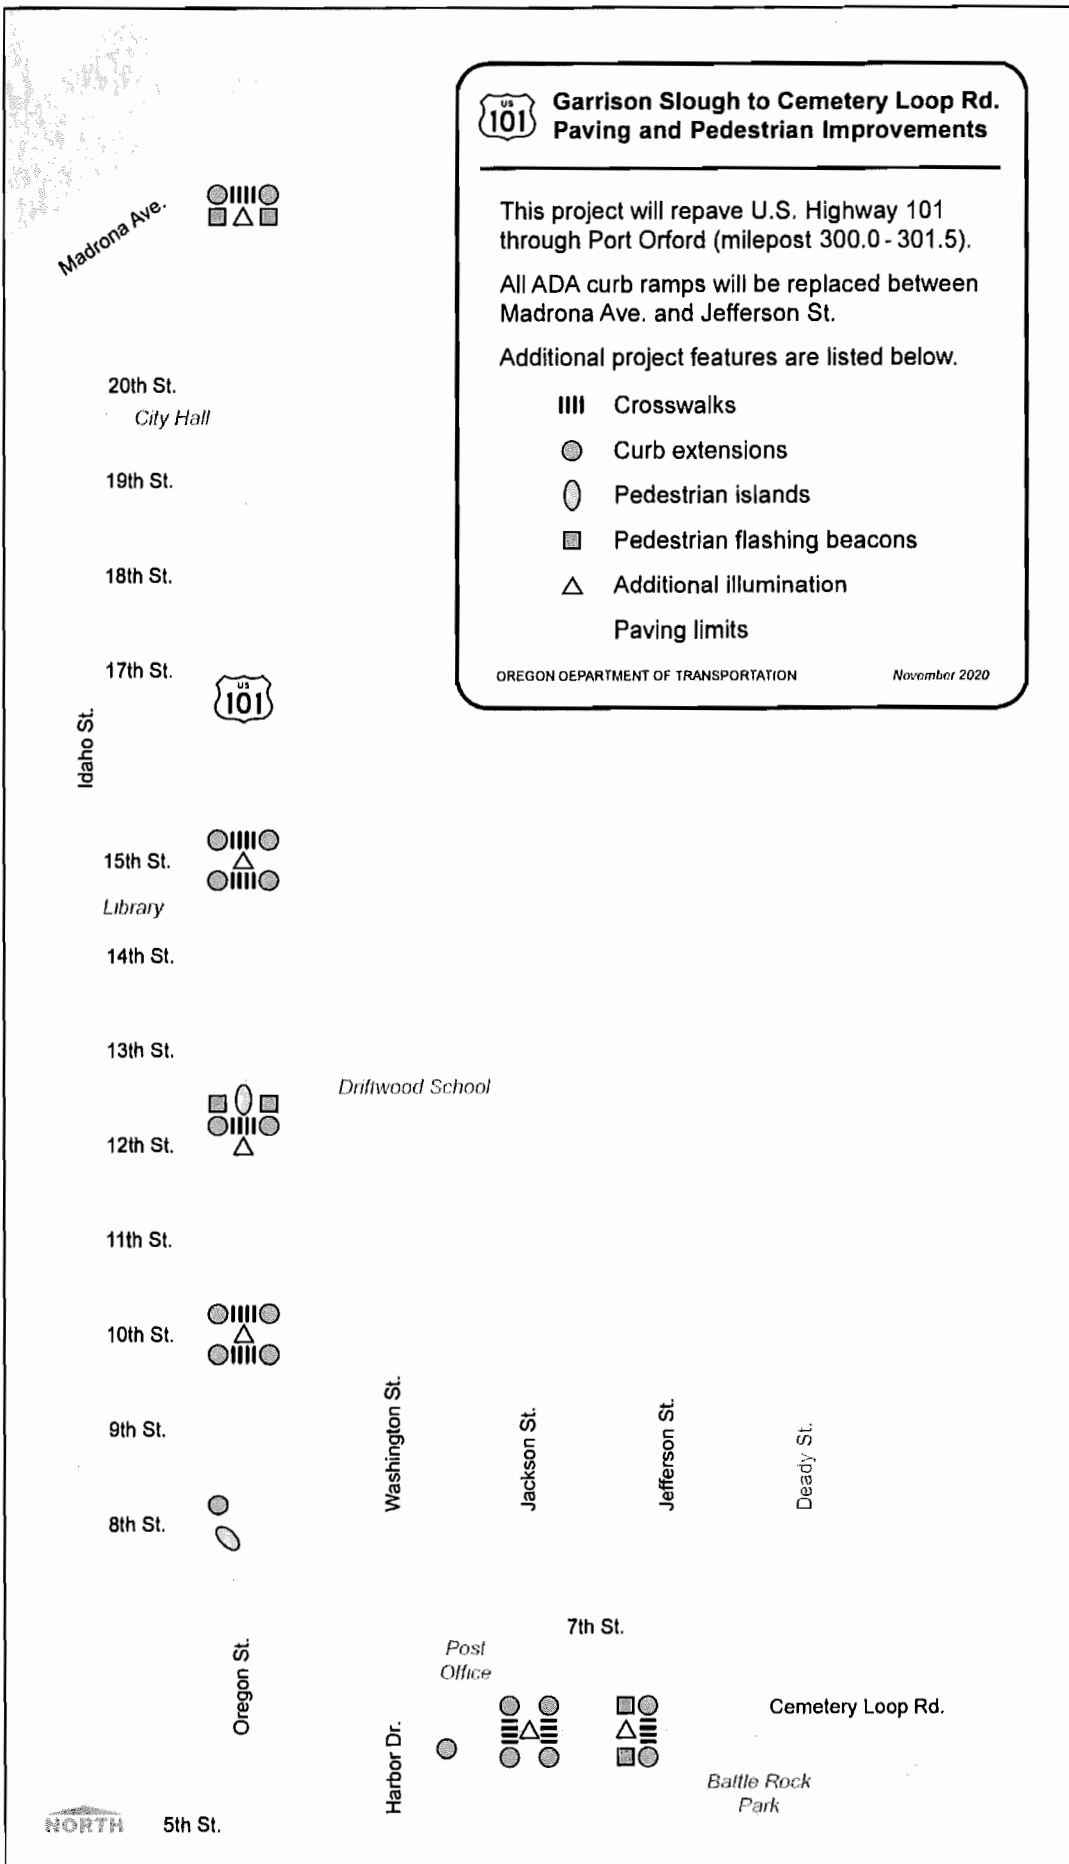 US
101
Garrison Slough to Cemetery Loop Rd.
Paving and Pedestrian Improvements
This project will repave U.S. Highway 101
through Port Orford (milepost 300.0 - 301.5).
All ADA curb ramps will be replaced between
Madrona Ave. and Jefferson St.
Additional project features are listed below.
Crosswalks
Curb extensions
Pedestrian islands
Pedestrian flashing beacons
Additional illumination
Paving limits
OREGON DEPARTMENT OF TRANSPORTATION
November 2020
Madrona Ave.
20th St.
City Hall
19th St.
18th St.
17th St.
US
101
Idaho St.
15th St.
Library
14th St.
13th St.
Driftwood School
12th St.
11th St.
10th St.
9th St.
Washington St.
Jackson St.
Jefferson St.
Deady St.
8th St.
7th St.
Oregon St.
Post
Office
Harbor Dr.
Cemetery Loop Rd.
Battle Rock
Park
NORTH
5th St.